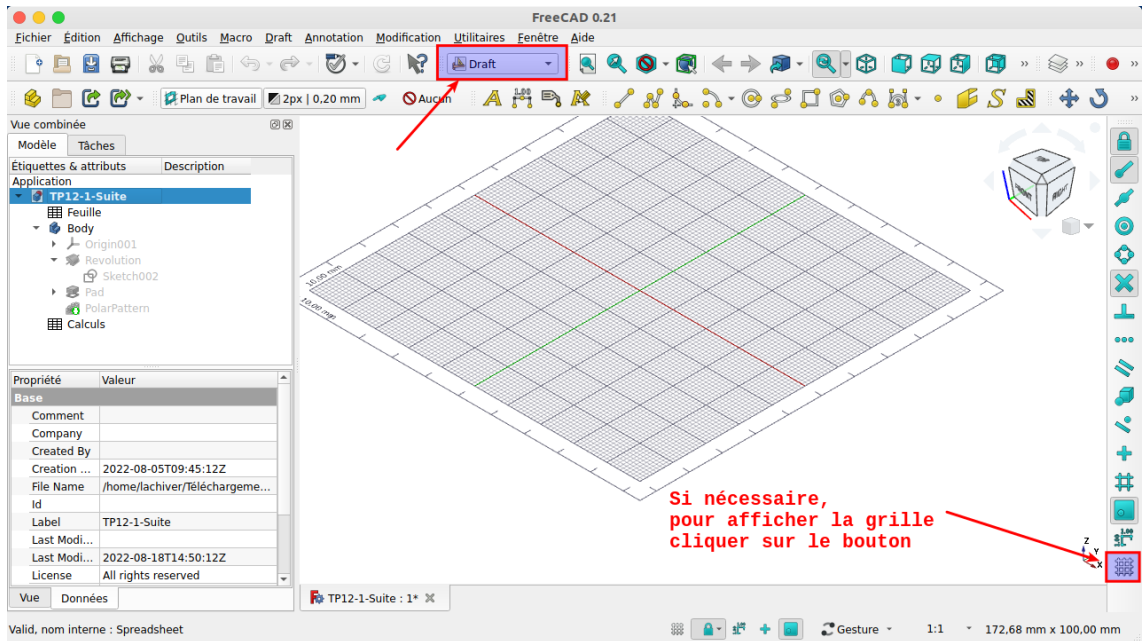 FreeCAD 0.21
Fichier Édition Affichage Outils Macro Draft Annotation Modification Utilitaires Fenêtre Aide
Draft
Plan de travail 2px | 0,20 mm Aucun
Vue combinée
Modèle Tâches
Étiquettes & attributs Description
Application
TP12-1-Suite
Feuille
Body
Origin001
Revolution
Sketch002
Pad
PolarPattern
Calculs
Propriété Valeur
Base
Comment
Company
Created By
Creation ... 2022-08-05T09:45:12Z
File Name /home/lachiver/Téléchargeme...
Id
Label TP12-1-Suite
Last Modi...
Last Modi... 2022-08-18T14:50:12Z
License All rights reserved
Vue Données
10.00 mm
10.00 mm
FRONT RIGHT
Si nécessaire,
pour afficher la grille
cliquer sur le bouton
Z
Y
X
1.00
TP12-1-Suite : 1*
Valid, nom interne : Spreadsheet
Gesture 1:1 172,68 mm x 100,00 mm